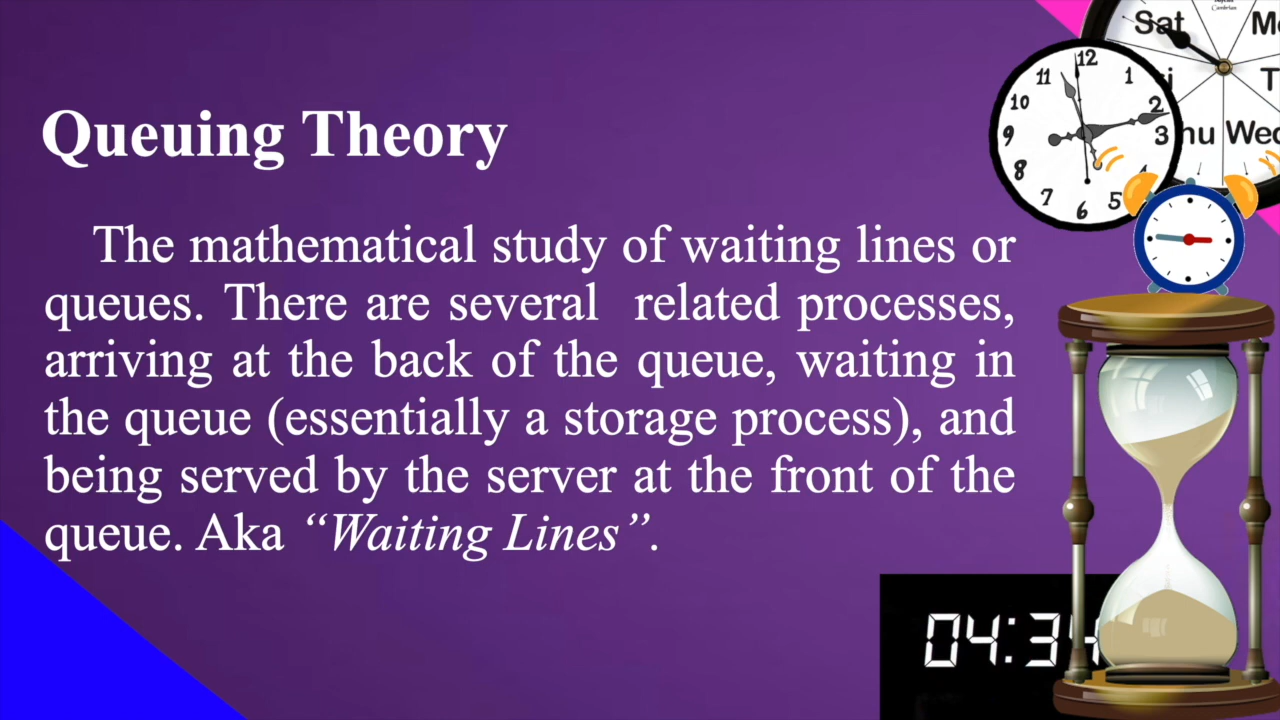 Queuing Theory
The mathematical study of waiting lines or
queues. There are several related processes,
arriving at the back of the queue, waiting in
the queue (essentially a storage process), and
being served by the server at the front of the
queue. Aka “Waiting Lines”.
Sat
Wed
12
11
1
10
2
9
3
8
7
5
6
04:34